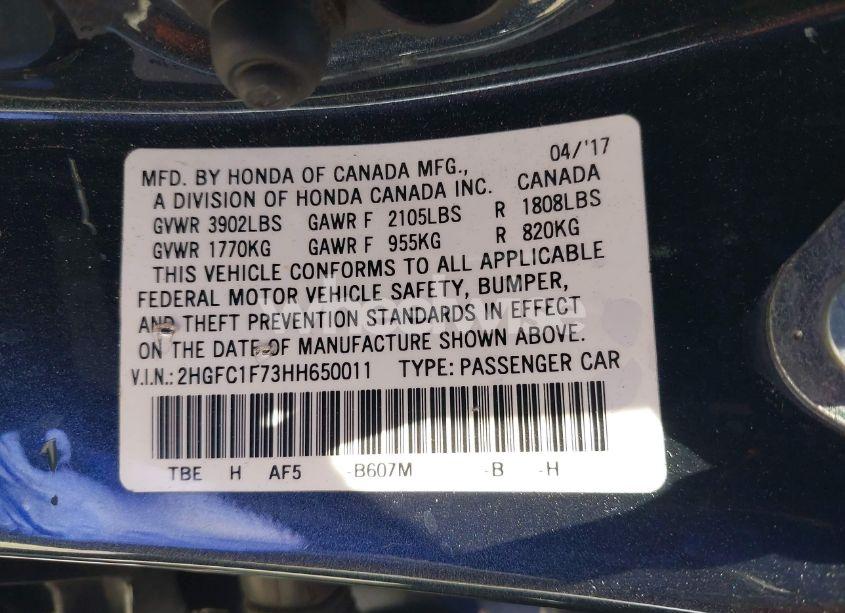 MFD. BY HONDA OF CANADA MFG., 04/'17
A DIVISION OF HONDA CANADA INC. CANADA
GVWR 3902LBS GAWR F 2105LBS R 1808LBS
GVWR 1770KG GAWR F 955KG R 820KG
THIS VEHICLE CONFORMS TO ALL APPLICABLE
FEDERAL MOTOR VEHICLE SAFETY, BUMPER,
AND THEFT PREVENTION STANDARDS IN EFFECT
ON THE DATE OF MANUFACTURE SHOWN ABOVE.
V.I.N.: 2HGFC1F73HH650011 TYPE: PASSENGER CAR
TBE H AF5 -B607M -B -H